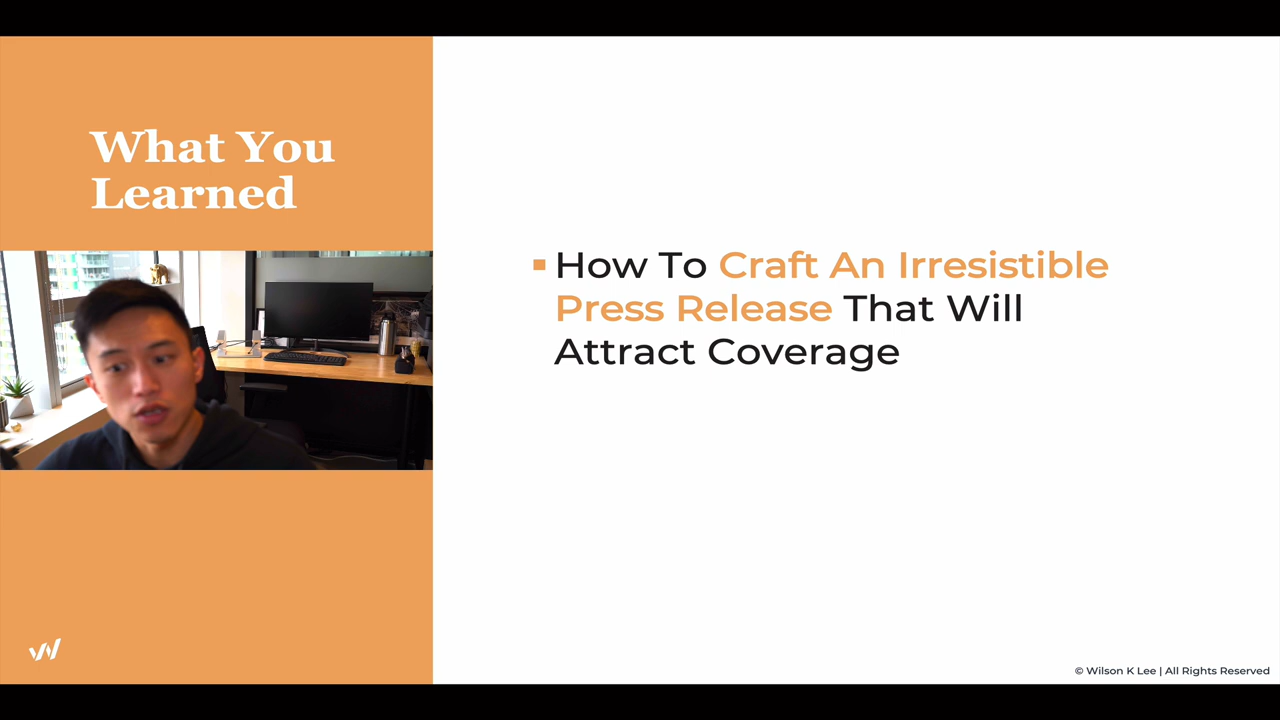 What You
Learned
How To Craft An Irresistible
Press Release That Will
Attract Coverage
© Wilson K Lee | All Rights Reserved